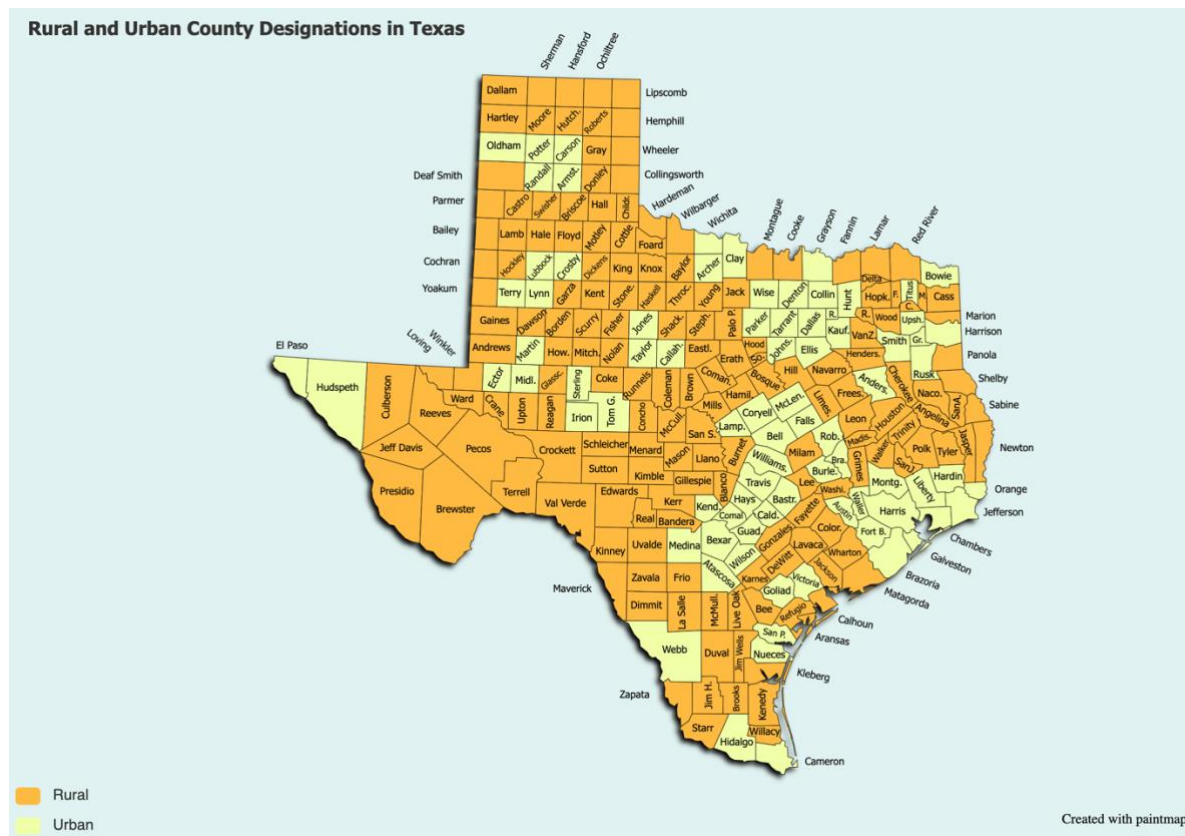 Rural and Urban County Designations in Texas
Sherman
Hansford
Ochiltree
Dallam
Lipscomb
Hartley
Moore
Hutch.
Roberts
Hemphill
Oldham
Potter
Carson
Gray
Wheeler
Deaf Smith
Randall
Armst.
Donley
Collingsworth
Parmer
Castro
Swisher
Briscoe
Hall
Childr.
Hardeman
Wilbarger
Wichita
Montague
Cooke
Grayson
Fannin
Lamar
Red River
Bailey
Lamb
Hale
Floyd
Motley
Cottle
Foard
Cochran
Hockley
Lubbock
Crosby
Dickens
King
Knox
Baylor
Archer
Clay
Delta
Bowie
Yoakum
Terry
Lynn
Garza
Kent
Stone.
Haskell
Throc.
Young
Jack
Wise
Denton
Collin
Hunt
Hopk.
F.
Titus
M
Cass
C.
Gaines
Dawson
Borden
Scurry
Fisher
Jones
Shack.
Steph.
Palo P.
Parker
Tarrant
Dallas
R.
Kauf.
R.
Wood
Upsh.
Marion
Harrison
Loving
Winkler
Andrews
Martin
How.
Mitch.
Nolan
Taylor
Callah.
Eastl.
Erath
Hood
So.
Johns.
Ellis
VanZ.
Henders.
Smith
Gr.
Rusk
Panola
El Paso
Hudspeth
Culberson
Reeves
Ward
Ector
Midl.
Glassc.
Sterling
Coke
Runnels
Coleman
Brown
Coman.
Hamil.
Bosque
Hill
Navarro
Frees.
Anders.
Cherokee
Naco.
Shelby
SanA.
Sabine
Crane
Upton
Reagan
Irion
Tom G.
Concho
McCull.
Mills
San S.
Lamp.
Coryell
McLen.
Limes.
Falls
Leon
Houston
Angelina
Trinity
Jeff Davis
Pecos
Crockett
Schleicher
Menard
Mason
Llano
Burnet
Bell
Williams.
Milam
Rob.
Madis.
Walker
SanJ.
Polk
Tyler
Jasper
Newton
Presidio
Brewster
Terrell
Val Verde
Sutton
Kimble
Gillespie
Blanco
Travis
Lee
Burle.
Bra.
Grimes
Montg.
Liberty
Hardin
Orange
Jefferson
Edwards
Kerr
Real
Bandera
Kend.
Hays
Comal
Cald.
Bastr.
Fayette
Washi.
Austin
Waller
Harris
Fort B.
Chambers
Galveston
Brazoria
Matagorda
Kinney
Uvalde
Medina
Bexar
Guad.
Wilson
Gonzales
Lavaca
Color.
Wharton
Maverick
Zavala
Frio
Atascosa
Karnes
DeWitt
Jackson
Victoria
Goliad
Calhoun
Aransas
Dimmit
La Salle
McMull.
Live Oak
Bee
Refugio
San P.
Nueces
Kleberg
Webb
Duval
Jim Wells
Zapata
Jim H.
Brooks
Kenedy
Starr
Hidalgo
Willacy
Cameron
Rural
Urban
Created with paintmap